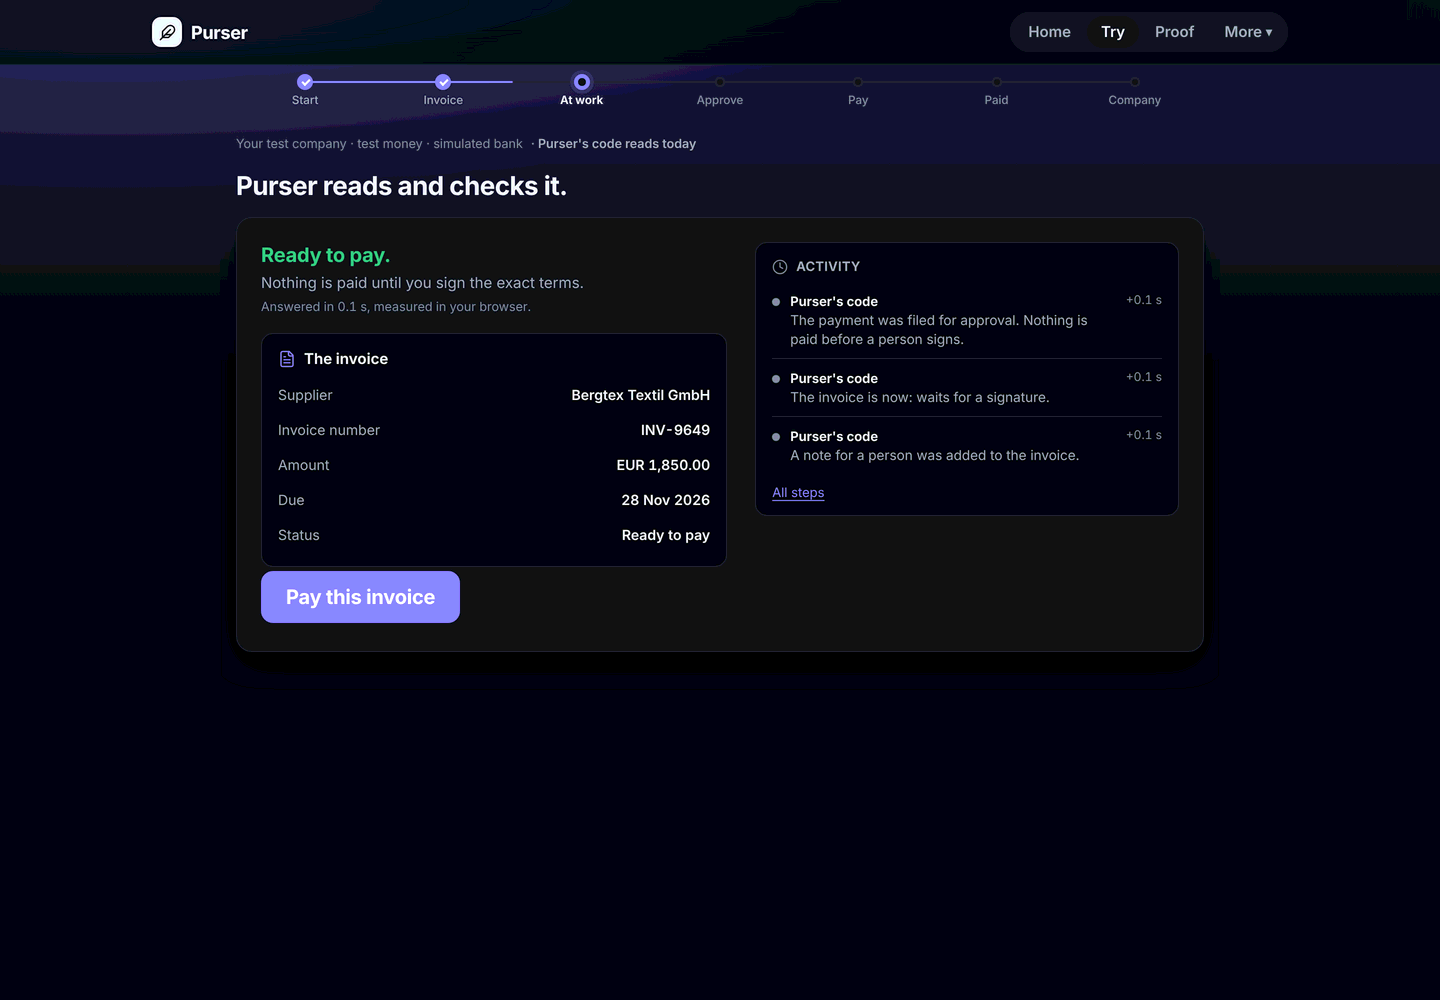 Purser
Home
Try
Proof
More ▾
Start
Invoice
At work
Approve
Pay
Paid
Company
Your test company · test money · simulated bank · Purser's code reads today
Purser reads and checks it.
Ready to pay.
Nothing is paid until you sign the exact terms.
Answered in 0.1 s, measured in your browser.
The invoice
Supplier Bergtex Textil GmbH
Invoice number INV-9649
Amount EUR 1,850.00
Due 28 Nov 2026
Status Ready to pay
Pay this invoice
ACTIVITY
Purser's code +0.1 s
The payment was filed for approval. Nothing is
paid before a person signs.
Purser's code +0.1 s
The invoice is now: waits for a signature.
Purser's code +0.1 s
A note for a person was added to the invoice.
All steps